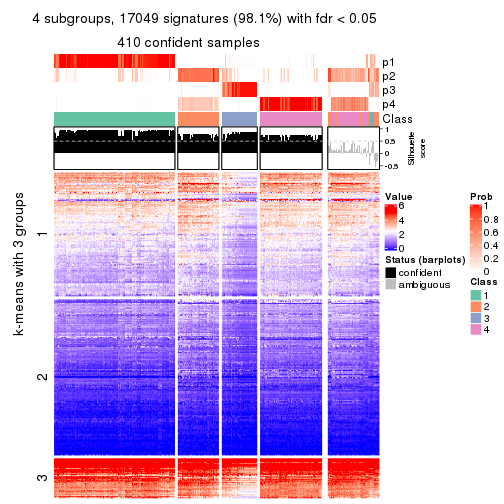 4 subgroups, 17049 signatures (98.1%) with fdr < 0.05
410 confident samples
p1
p2
p3
p4
Class
1
0.5
0
-0.5
Silhouette
score
k-means with 3 groups
1
2
3
Value
6
4
2
0
Status (barplots)
confident
ambiguous
Prob
1
0.8
0.6
0.4
0.2
0
Class
1
2
3
4